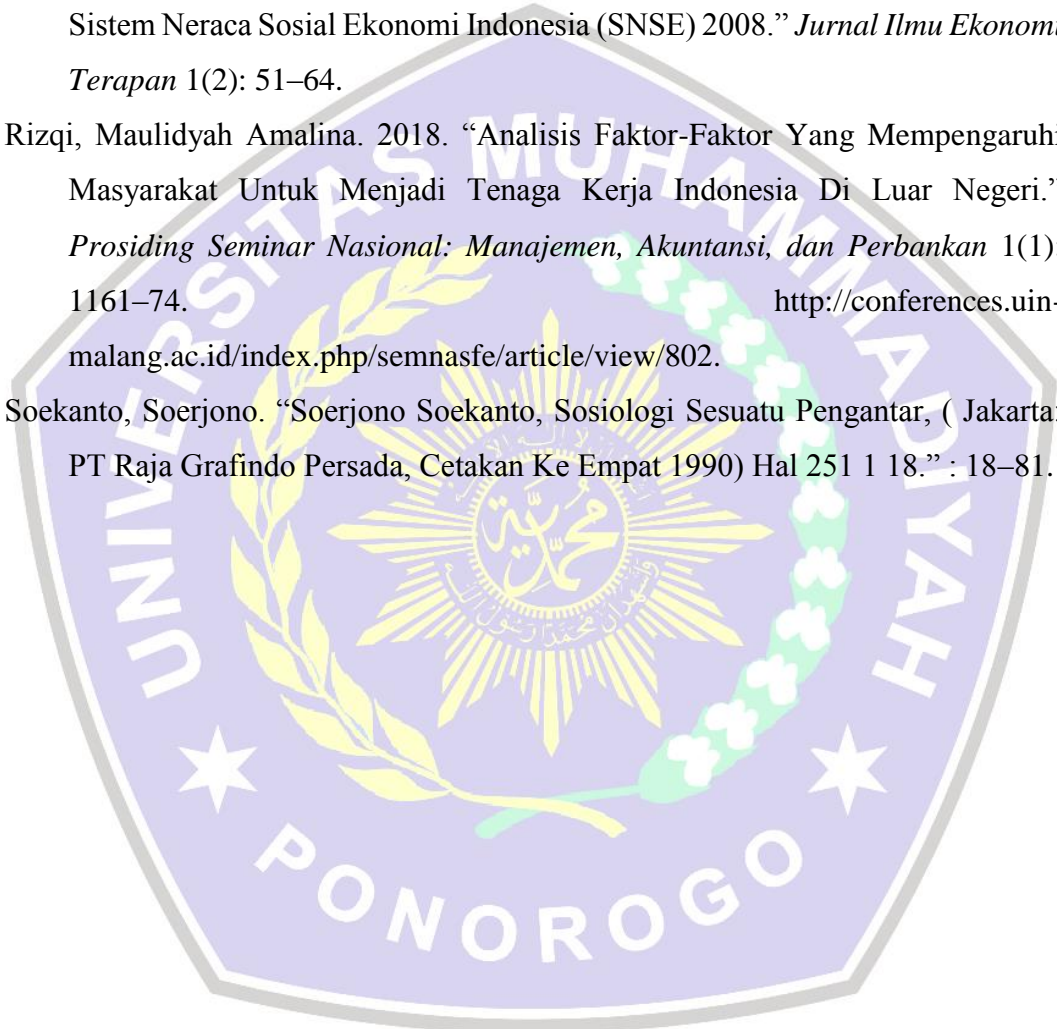 Sistem Neraca Sosial Ekonomi Indonesia (SNSE) 2008.” Jurnal Ilmu Ekonomi
Terapan 1(2): 51–64.
Rizqi, Maulidyah Amalina. 2018. “Analisis Faktor-Faktor Yang Mempengaruhi
Masyarakat Untuk Menjadi Tenaga Kerja Indonesia Di Luar Negeri.”
Prosiding Seminar Nasional: Manajemen, Akuntansi, dan Perbankan 1(1):
1161–74. http://conferences.uin-
malang.ac.id/index.php/semnasfe/article/view/802.
Soekanto, Soerjono. “Soerjono Soekanto, Sosiologi Sesuatu Pengantar, ( Jakarta:
PT Raja Grafindo Persada, Cetakan Ke Empat 1990) Hal 251 1 18.” : 18–81.
UNIVERSITAS MUHAMMADIYAH
PONOROGO
محمدية